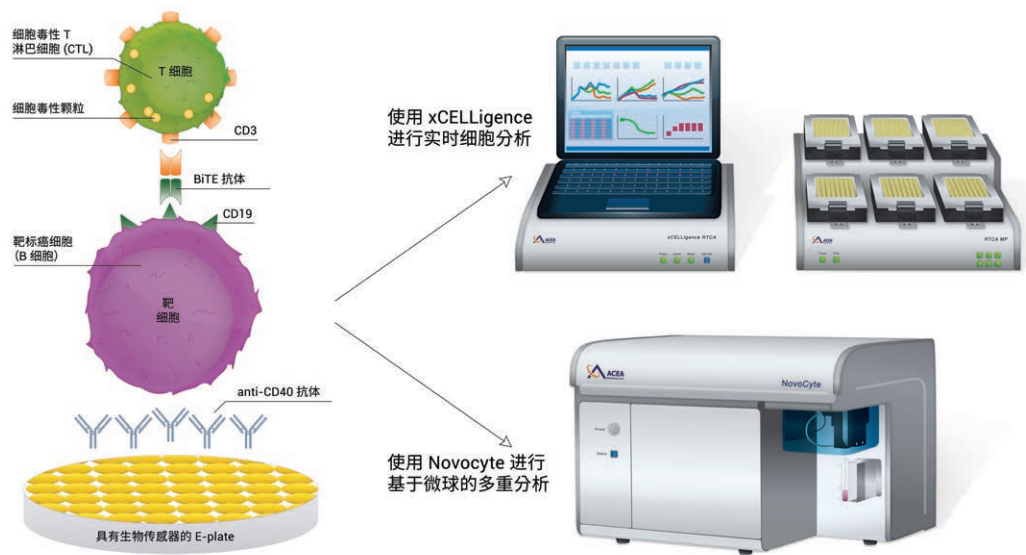 细胞毒性 T
淋巴细胞 (CTL)
T 细胞
细胞毒性颗粒
CD3
BiTE 抗体
CD19
靶标癌细胞
(B 细胞)
靶
细胞
anti-CD40 抗体
具有生物传感器的 E-plate
使用 xCELLigence
进行实时细胞分析
ACEA
xCELLigence RTCA
ACEA
RTCA MP
使用 Novocyte 进行
基于微球的多重分析
ACEA
NovoCyte
Power
Status